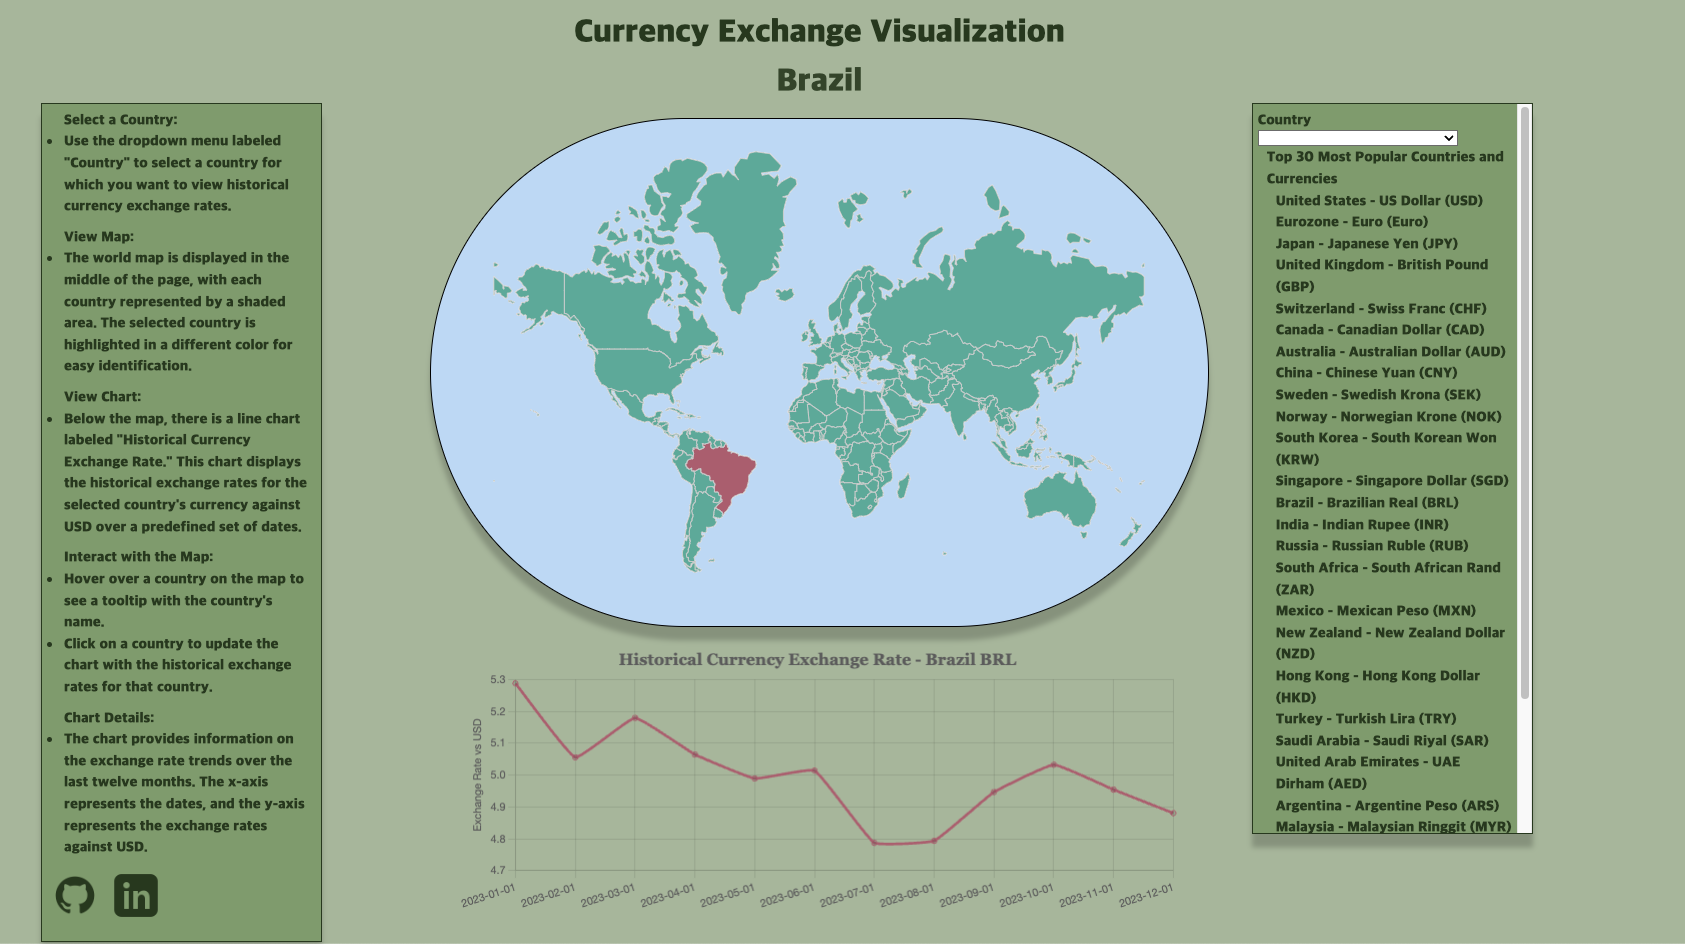 Currency Exchange Visualization
Brazil
Select a Country:
Use the dropdown menu labeled
"Country" to select a country for
which you want to view historical
currency exchange rates.
View Map:
The world map is displayed in the
middle of the page, with each
country represented by a shaded
area. The selected country is
highlighted in a different color for
easy identification.
View Chart:
Below the map, there is a line chart
labeled "Historical Currency
Exchange Rate." This chart displays
the historical exchange rates for the
selected country's currency against
USD over a predefined set of dates.
Interact with the Map:
Hover over a country on the map to
see a tooltip with the country's
name.
Click on a country to update the
chart with the historical exchange
rates for that country.
Chart Details:
The chart provides information on
the exchange rate trends over the
last twelve months. The x-axis
represents the dates, and the y-axis
represents the exchange rates
against USD.
in
Historical Currency Exchange Rate - Brazil BRL
Exchange Rate vs USD
5.3
5.2
5.1
5.0
4.9
4.8
4.7
2023-01-01
2023-02-01
2023-03-01
2023-04-01
2023-05-01
2023-06-01
2023-07-01
2023-08-01
2023-09-01
2023-10-01
2023-11-01
2023-12-01
Country
Top 30 Most Popular Countries and
Currencies
United States - US Dollar (USD)
Eurozone - Euro (Euro)
Japan - Japanese Yen (JPY)
United Kingdom - British Pound
(GBP)
Switzerland - Swiss Franc (CHF)
Canada - Canadian Dollar (CAD)
Australia - Australian Dollar (AUD)
China - Chinese Yuan (CNY)
Sweden - Swedish Krona (SEK)
Norway - Norwegian Krone (NOK)
South Korea - South Korean Won
(KRW)
Singapore - Singapore Dollar (SGD)
Brazil - Brazilian Real (BRL)
India - Indian Rupee (INR)
Russia - Russian Ruble (RUB)
South Africa - South African Rand
(ZAR)
Mexico - Mexican Peso (MXN)
New Zealand - New Zealand Dollar
(NZD)
Hong Kong - Hong Kong Dollar
(HKD)
Turkey - Turkish Lira (TRY)
Saudi Arabia - Saudi Riyal (SAR)
United Arab Emirates - UAE
Dirham (AED)
Argentina - Argentine Peso (ARS)
Malaysia - Malaysian Ringgit (MYR)